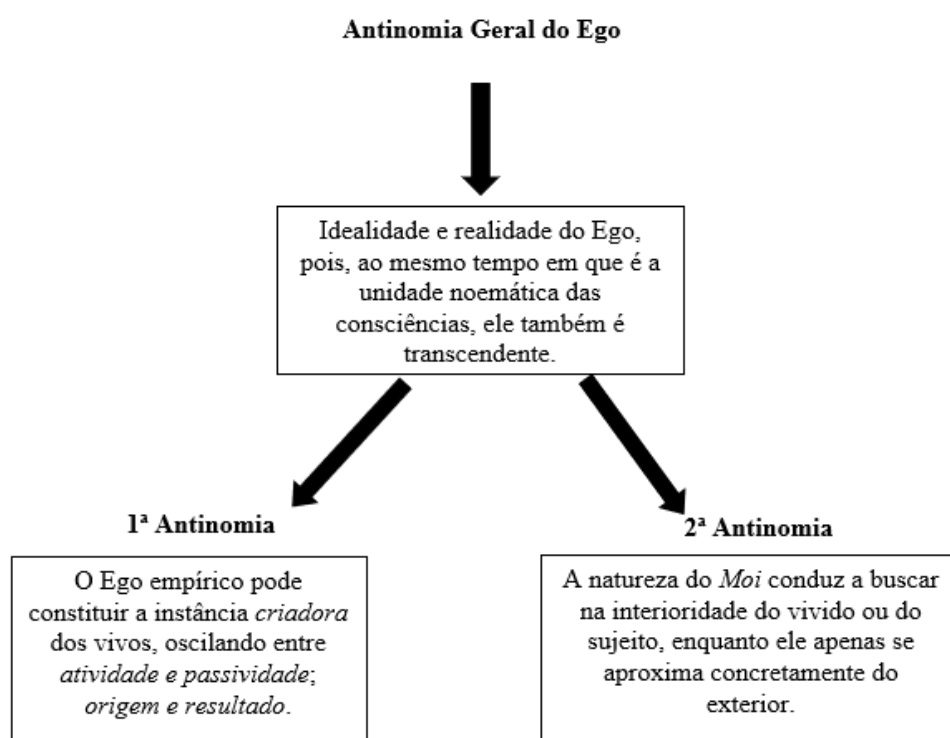 Antinomia Geral do Ego
Idealidade e realidade do Ego,
pois, ao mesmo tempo em que é a
unidade noemática das
consciências, ele também é
transcendente.
1ª Antinomia
O Ego empírico pode
constituir a instância criadora
dos vivos, oscilando entre
atividade e passividade;
origem e resultado.
2ª Antinomia
A natureza do Moi conduz a buscar
na interioridade do vivido ou do
sujeito, enquanto ele apenas se
aproxima concretamente do
exterior.